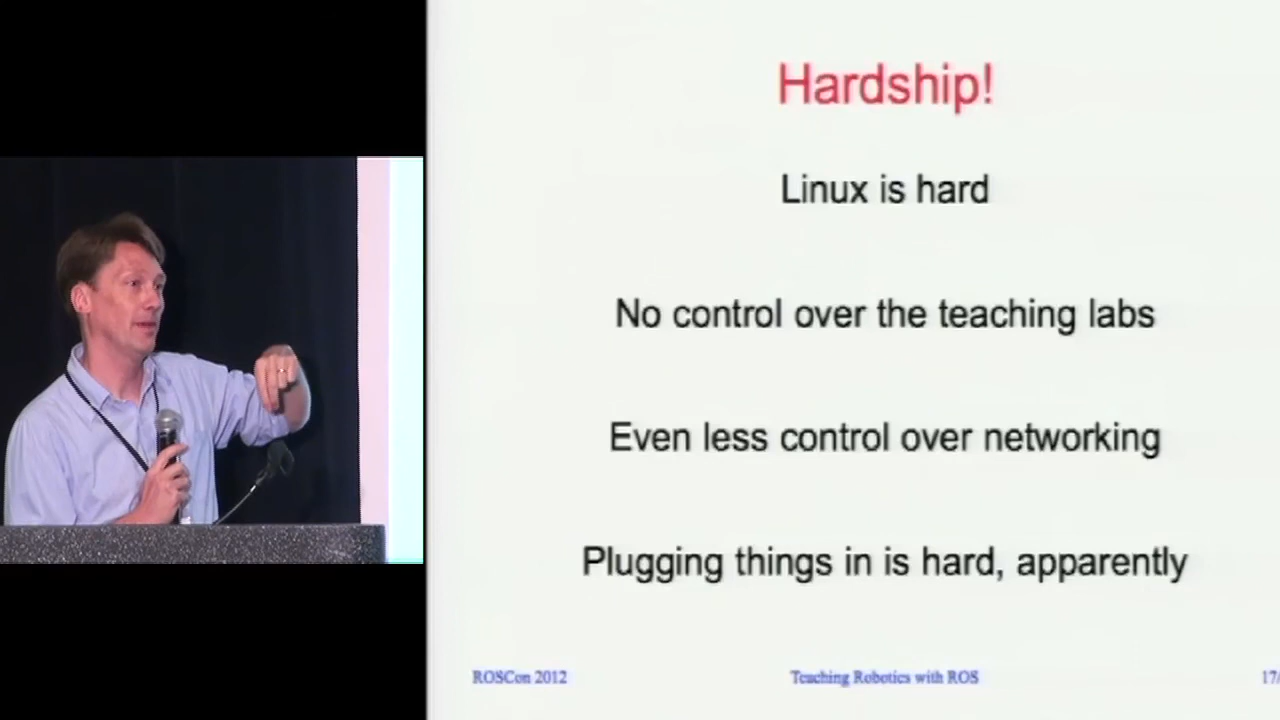 Hardship!
Linux is hard
No control over the teaching labs
Even less control over networking
Plugging things in is hard, apparently
ROSCon 2012
Teaching Robotics with ROS
17/